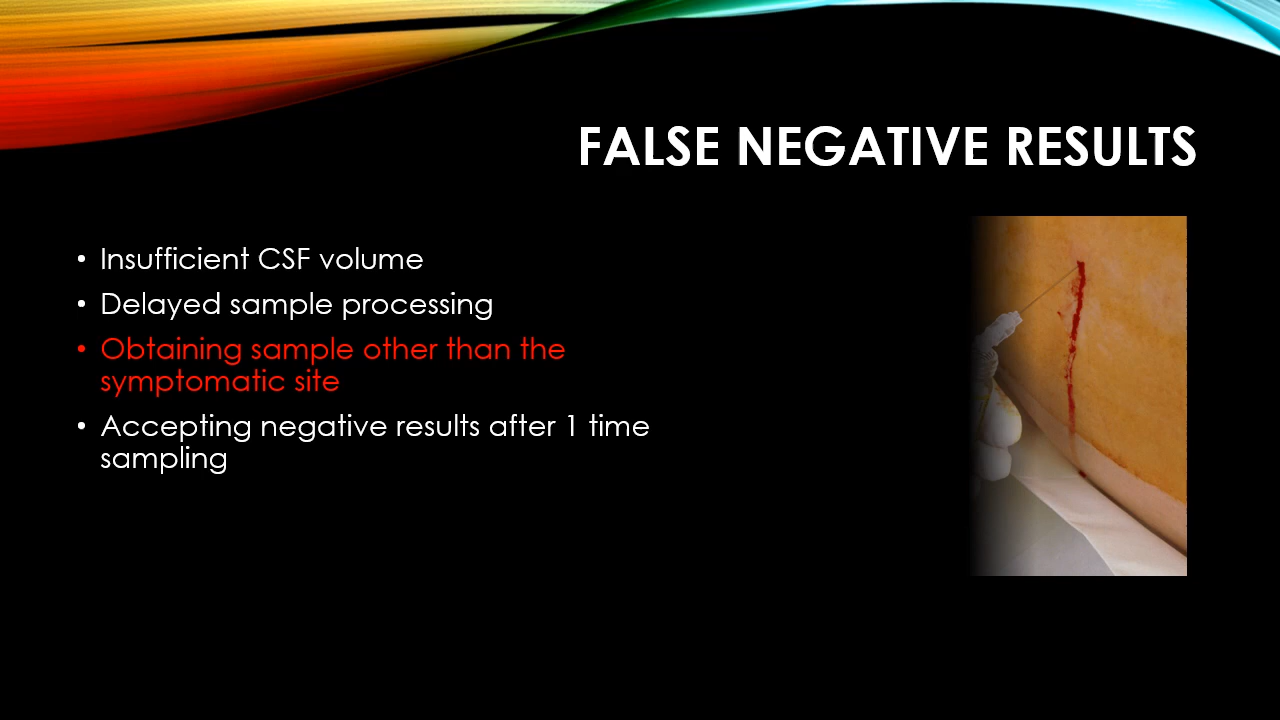 FALSE NEGATIVE RESULTS
• Insufficient CSF volume
• Delayed sample processing
• Obtaining sample other than the
symptomatic site
• Accepting negative results after 1 time
sampling